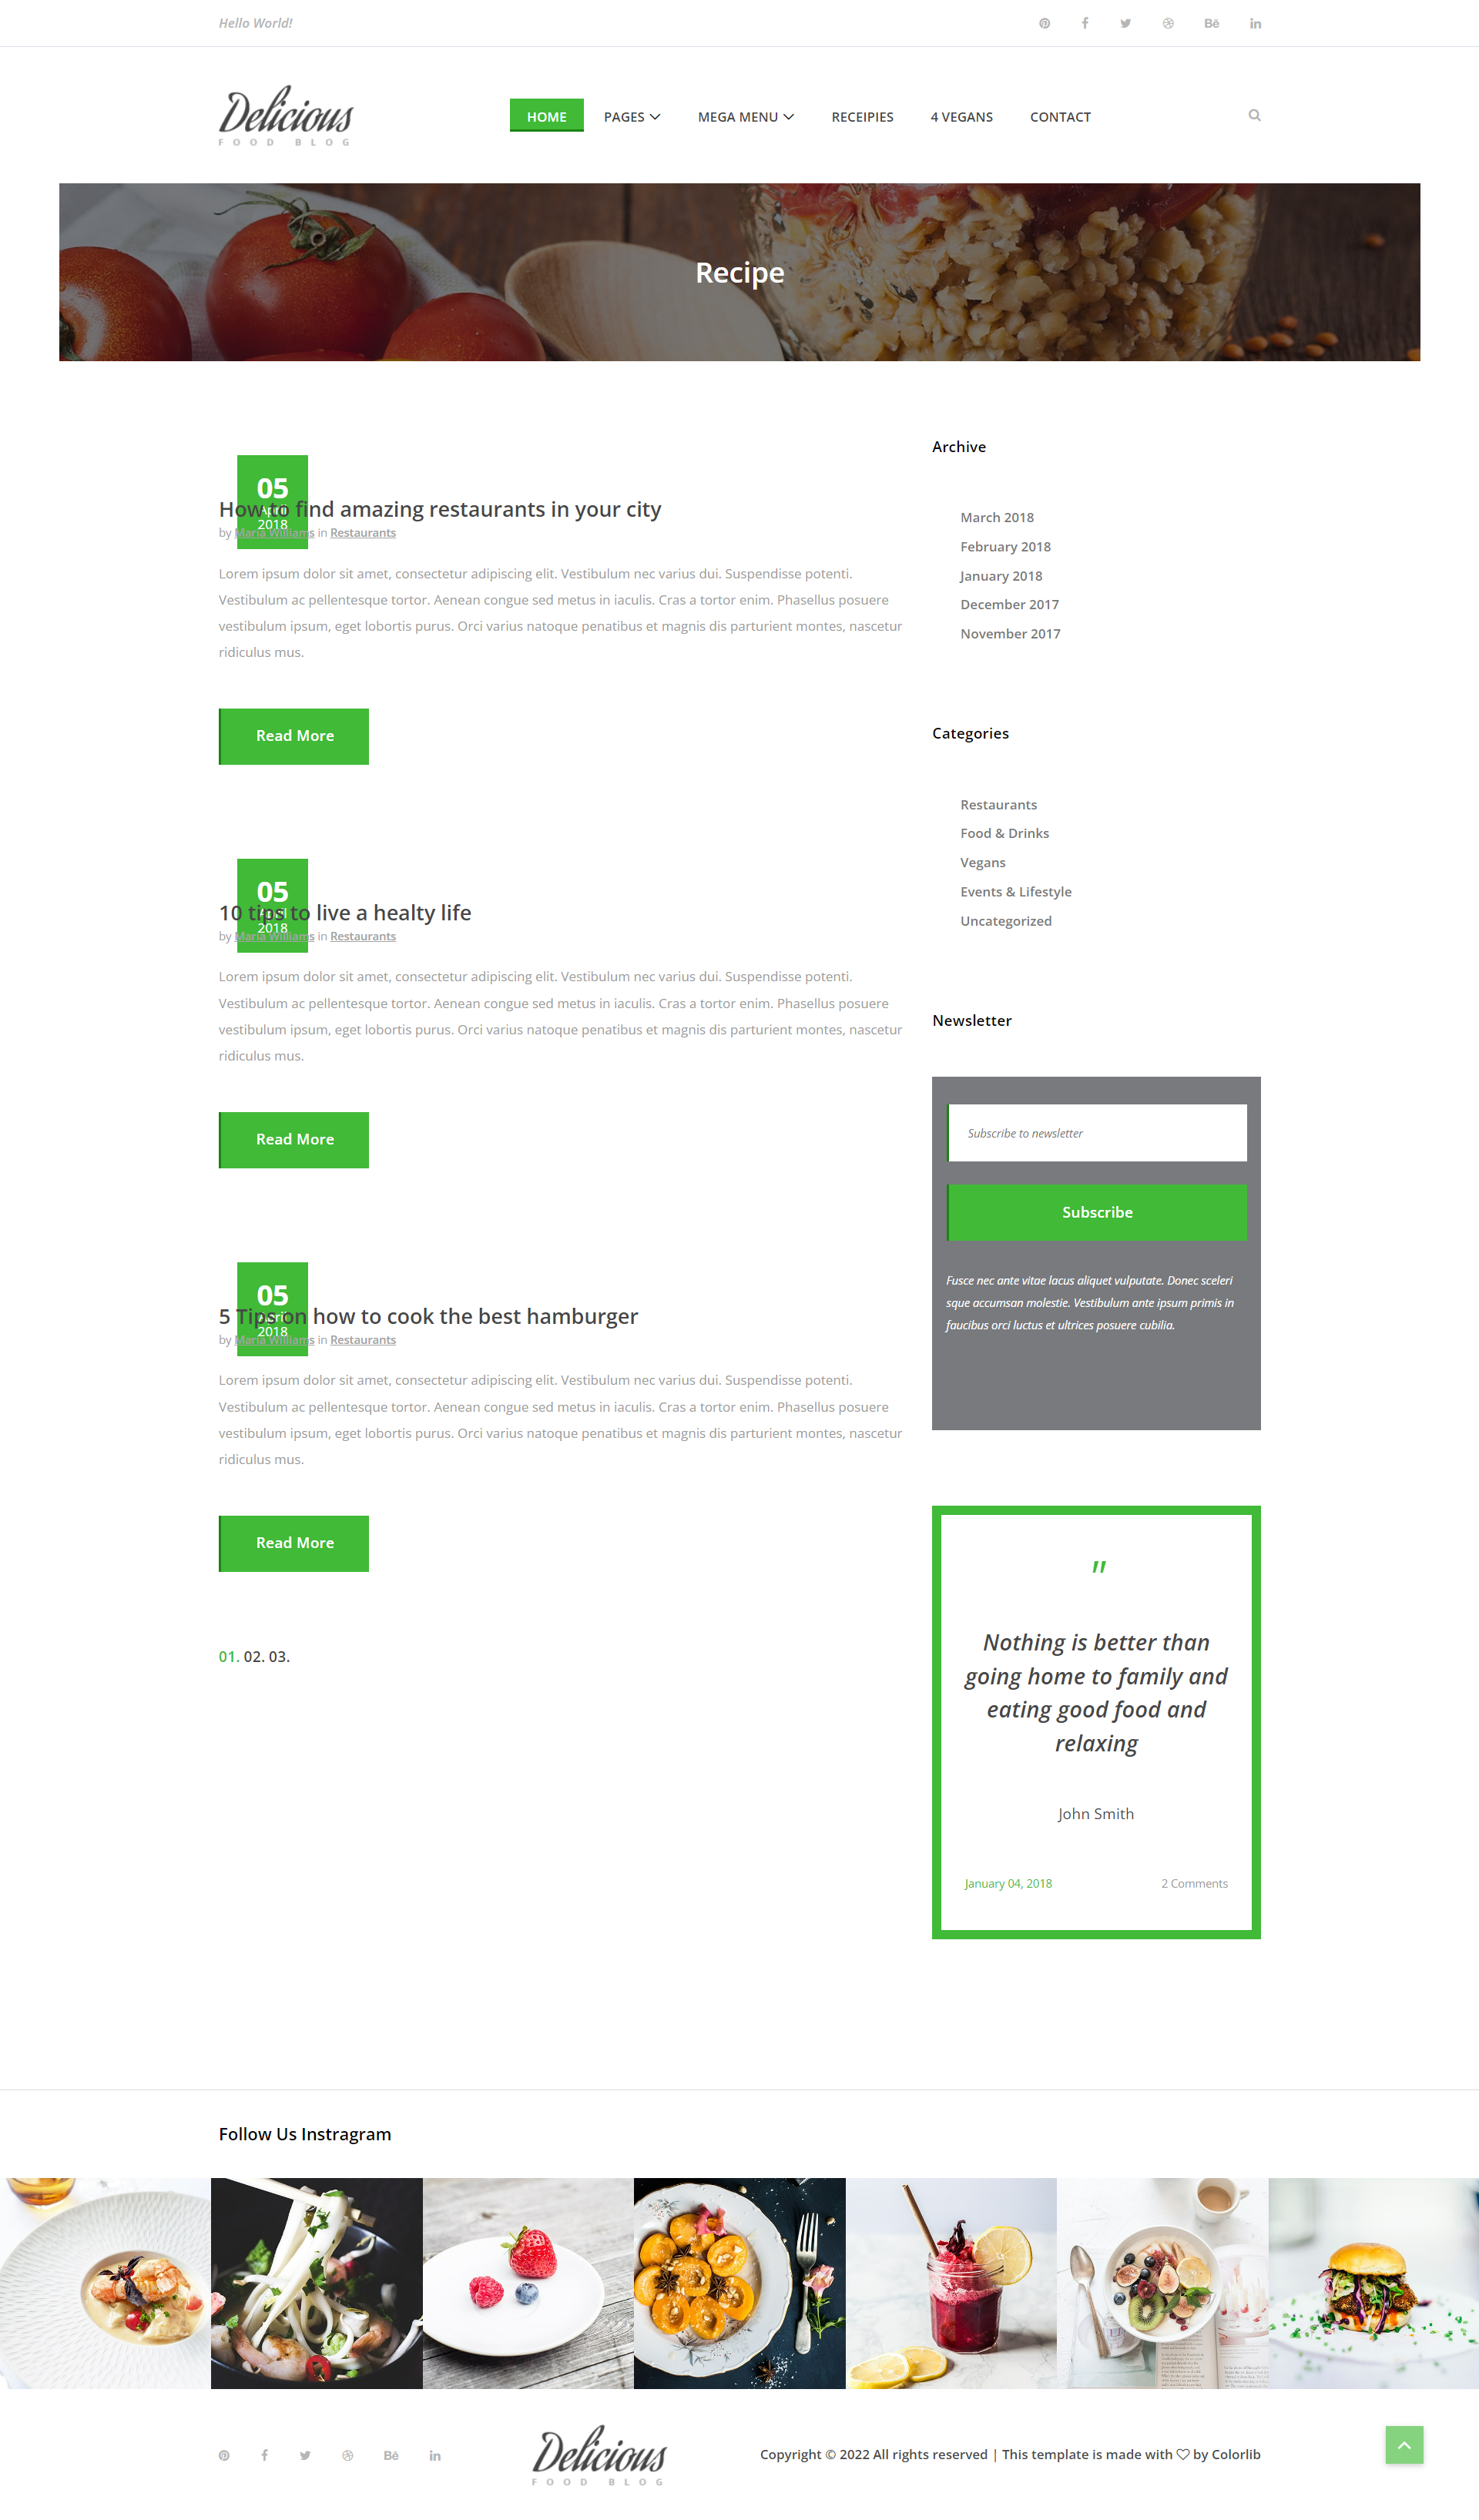 Hello World!
Delicious
FOOD BLOG
HOME
PAGES
MEGA MENU
RECEIPIES
4 VEGANS
CONTACT
Recipe
05
April
2018
How to find amazing restaurants in your city
by Maria Williams in Restaurants
Lorem ipsum dolor sit amet, consectetur adipiscing elit. Vestibulum nec varius dui. Suspendisse potenti.
Vestibulum ac pellentesque tortor. Aenean congue sed metus in iaculis. Cras a tortor enim. Phasellus posuere
vestibulum ipsum, eget lobortis purus. Orci varius natoque penatibus et magnis dis parturient montes, nascetur
ridiculus mus.
Read More
05
April
2018
10 tips to live a healty life
by Maria Williams in Restaurants
Lorem ipsum dolor sit amet, consectetur adipiscing elit. Vestibulum nec varius dui. Suspendisse potenti.
Vestibulum ac pellentesque tortor. Aenean congue sed metus in iaculis. Cras a tortor enim. Phasellus posuere
vestibulum ipsum, eget lobortis purus. Orci varius natoque penatibus et magnis dis parturient montes, nascetur
ridiculus mus.
Read More
05
April
2018
5 Tips on how to cook the best hamburger
by Maria Williams in Restaurants
Lorem ipsum dolor sit amet, consectetur adipiscing elit. Vestibulum nec varius dui. Suspendisse potenti.
Vestibulum ac pellentesque tortor. Aenean congue sed metus in iaculis. Cras a tortor enim. Phasellus posuere
vestibulum ipsum, eget lobortis purus. Orci varius natoque penatibus et magnis dis parturient montes, nascetur
ridiculus mus.
Read More
01. 02. 03.
Archive
March 2018
February 2018
January 2018
December 2017
November 2017
Categories
Restaurants
Food & Drinks
Vegans
Events & Lifestyle
Uncategorized
Newsletter
Subscribe to newsletter
Subscribe
Fusce nec ante vitae lacus aliquet vulputate. Donec sceleri
sque accumsan molestie. Vestibulum ante ipsum primis in
faucibus orci luctus et ultrices posuere cubilia.
"
Nothing is better than
going home to family and
eating good food and
relaxing
John Smith
January 04, 2018
2 Comments
Follow Us Instragram
Delicious
FOOD BLOG
Copyright © 2022 All rights reserved | This template is made with ♡ by Colorlib